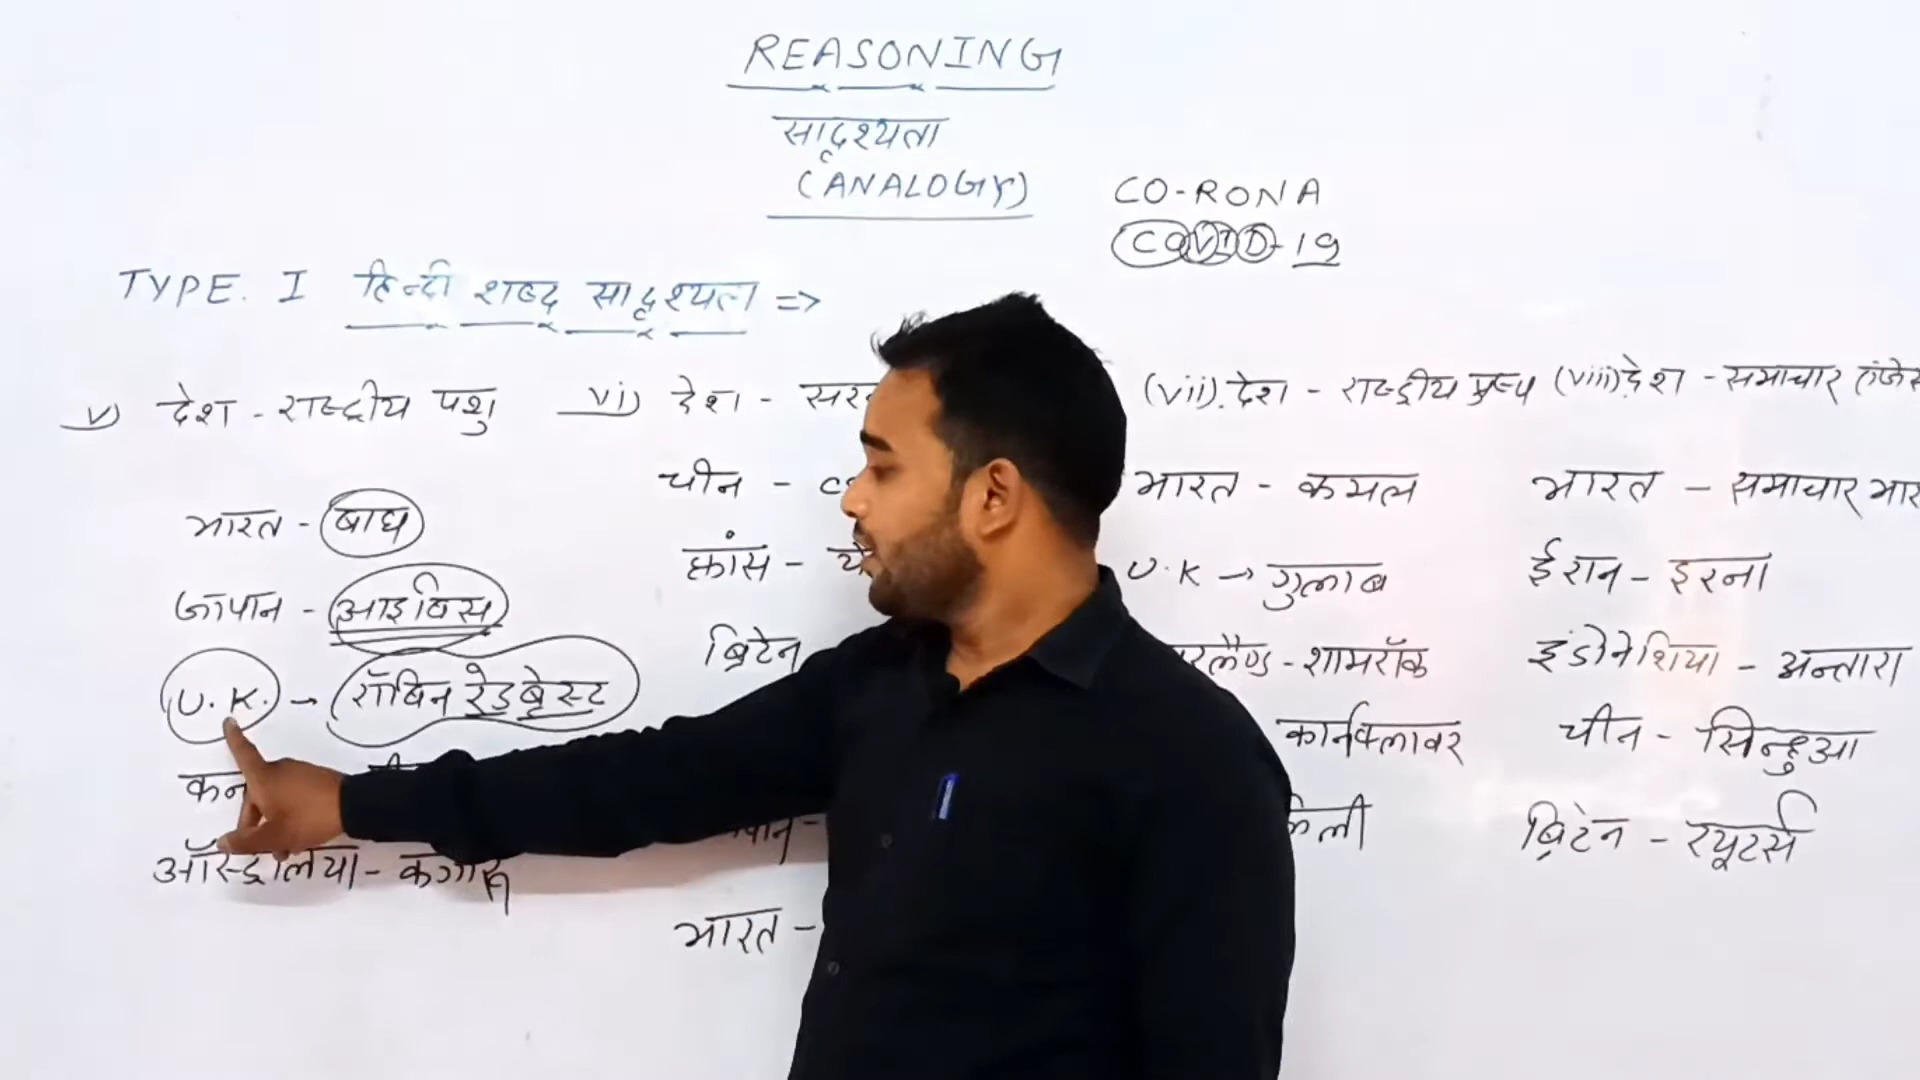 REASONING
सादृश्यता
(ANALOGY)
CO-RONA
COVID-19
TYPE. I हिन्दी शब्द सादृश्यता =>
v) देश - राष्ट्रीय पशु
भारत - बाघ
जापान - आइबिस
U.K. → रॉबिन रेडब्रेस्ट
ऑस्ट्रेलिया - कंगारू
vi) देश -
चीन -
फ्रांस -
ब्रिटेन
भारत -
(vii). देश - राष्ट्रीय पुष्प
भारत - कमल
U.K → गुलाब
- शामरॉक
कार्नक्लावर
(viii) देश - समाचार
भारत - समाचार
ईरान - इरना
इंडोनेशिया - अन्तारा
चीन - सिन्हुआ
ब्रिटेन - रयूटर्स